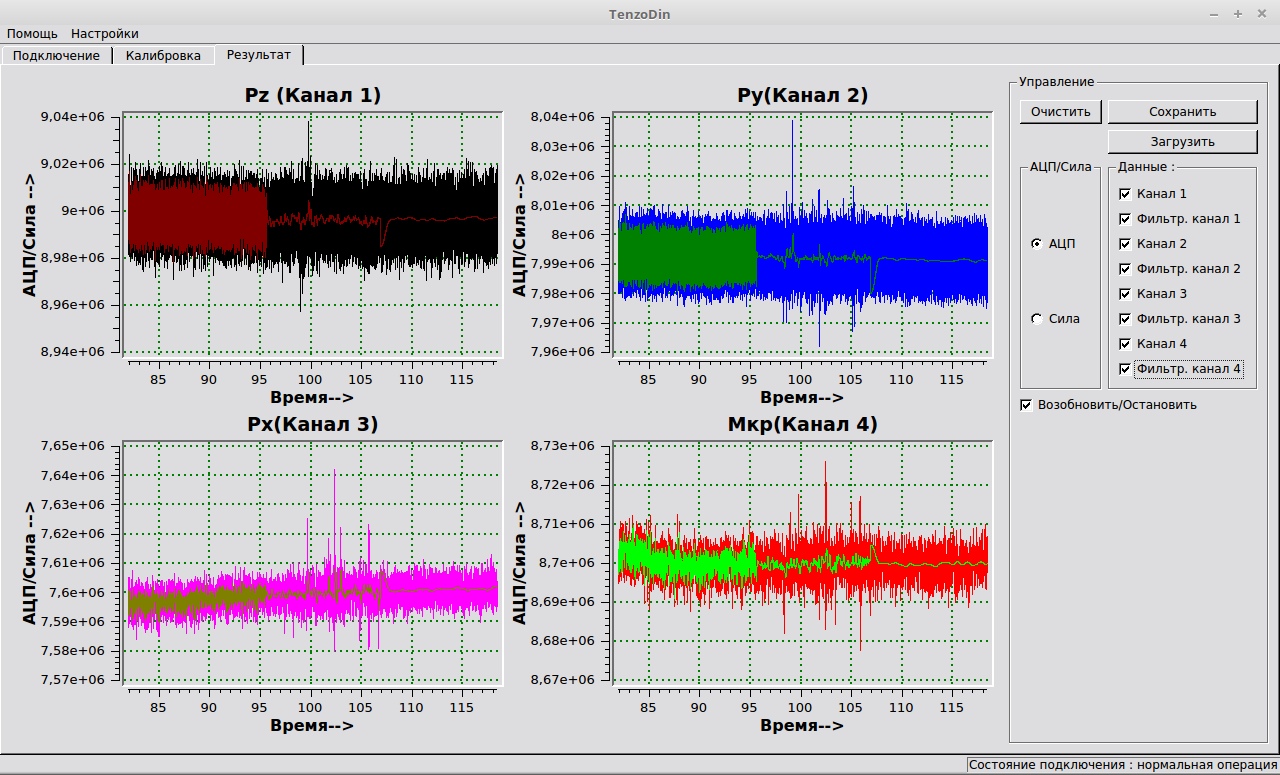 TenzoDin
Помощь Настройки
Подключение Калибровка Результат
Pz (Канал 1)
9,04e+06
9,02e+06
9e+06
8,98e+06
8,96e+06
8,94e+06
АЦП/Сила -->
85 90 95 100 105 110 115
Время-->
Py(Канал 2)
8,04e+06
8,03e+06
8,02e+06
8,01e+06
8e+06
7,99e+06
7,98e+06
7,97e+06
7,96e+06
АЦП/Сила -->
85 90 95 100 105 110 115
Время-->
Px(Канал 3)
7,65e+06
7,64e+06
7,63e+06
7,62e+06
7,61e+06
7,6e+06
7,59e+06
7,58e+06
7,57e+06
АЦП/Сила -->
85 90 95 100 105 110 115
Время-->
Мкр(Канал 4)
8,73e+06
8,72e+06
8,71e+06
8,7e+06
8,69e+06
8,68e+06
8,67e+06
АЦП/Сила -->
85 90 95 100 105 110 115
Время-->
Управление
Очистить Сохранить
Загрузить
АЦП/Сила
АЦП
Сила
Данные :
Канал 1
Фильтр. канал 1
Канал 2
Фильтр. канал 2
Канал 3
Фильтр. канал 3
Канал 4
Фильтр. канал 4
Возобновить/Остановить
Состояние подключения : нормальная операция